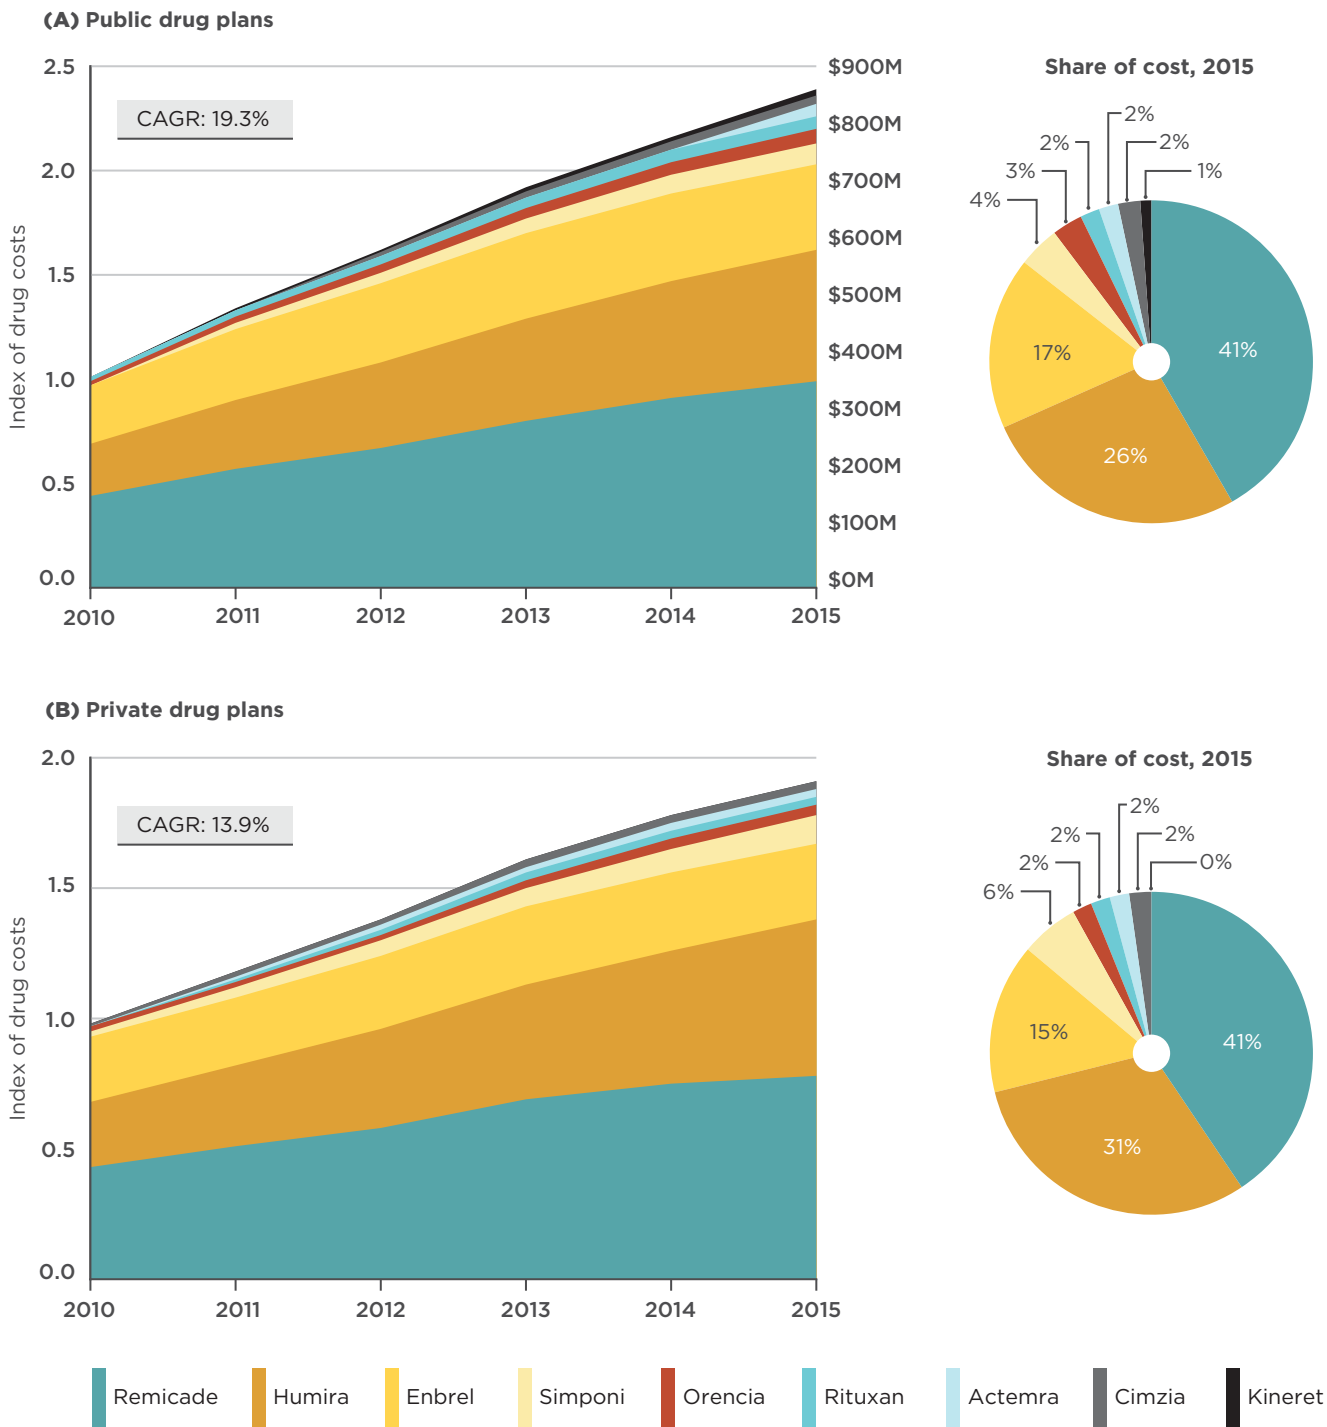 (A) Public drug plans
2.5
2.0
1.5
1.0
0.5
0.0
Index of drug costs
CAGR: 19.3%
$900M
$800M
$700M
$600M
$500M
$400M
$300M
$200M
$100M
$0M
2010 2011 2012 2013 2014 2015
Share of cost, 2015
2%
2% 2%
3% 1%
4%
41%
17%
26%
(B) Private drug plans
2.0
1.5
1.0
0.5
0.0
Index of drug costs
CAGR: 13.9%
2010 2011 2012 2013 2014 2015
Share of cost, 2015
2%
2% 2%
2% 0%
6%
41%
15%
31%
Remicade Humira Enbrel Simponi Orencia Rituxan Actemra Cimzia Kineret